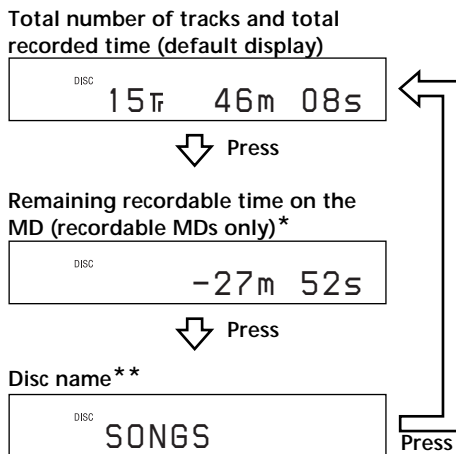 Total number of tracks and total
recorded time (default display)
DISC
15Tr 46m 08s
Press
Remaining recordable time on the
MD (recordable MDs only)*
DISC
-27m 52s
Press
Disc name**
DISC
SONGS
Press